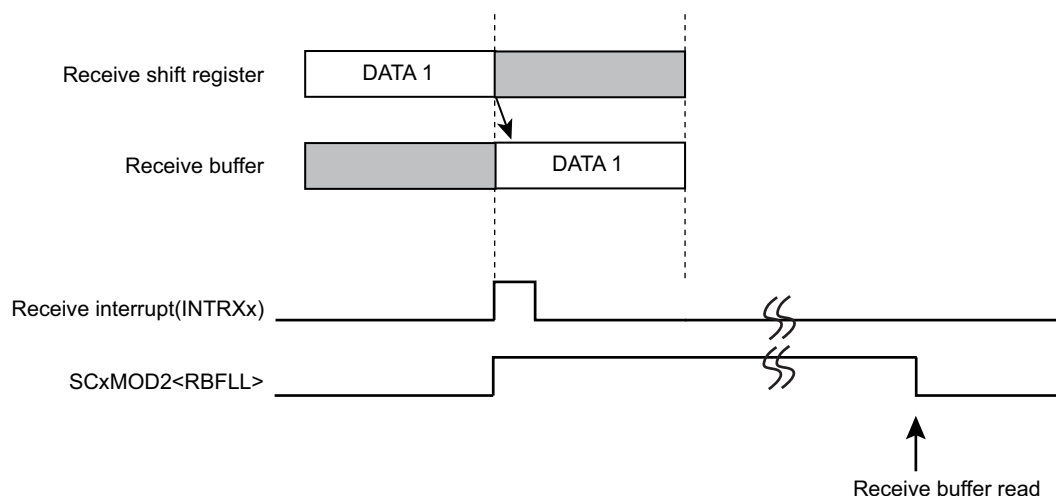 Receive shift register
DATA 1
Receive buffer
DATA 1
Receive interrupt(INTRXx)
SCxMOD2<RBFLL>
Receive buffer read